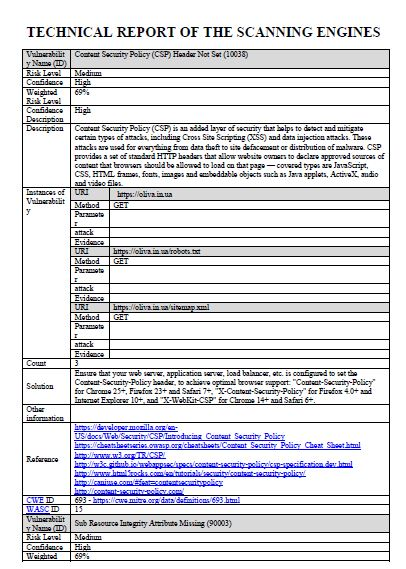 TECHNICAL REPORT OF THE SCANNING ENGINES
Vulnerabilit
y Name (ID)
Content Security Policy (CSP) Header Not Set (10038)
Risk Level
Medium
Confidence
High
Weighted
Risk Level
69%
Confidence
Description
High
Description
Content Security Policy (CSP) is an added layer of security that helps to detect and mitigate
certain types of attacks, including Cross Site Scripting (XSS) and data injection attacks. These
attacks are used for everything from data theft to site defacement or distribution of malware. CSP
provides a set of standard HTTP headers that allow website owners to declare approved sources of
content that browsers should be allowed to load on that page — covered types are JavaScript,
CSS, HTML frames, fonts, images and embeddable objects such as Java applets, ActiveX, audio
and video files.
Instances of
Vulnerabilit
y
URI
https://oliva.in.ua
Method
GET
Paramete
r
attack
Evidence
URI
https://oliva.in.ua/robots.txt
Method
GET
Paramete
r
attack
Evidence
URI
https://oliva.in.ua/sitemap.xml
Method
GET
Paramete
r
attack
Evidence
Count
3
Solution
Ensure that your web server, application server, load balancer, etc. is configured to set the
Content-Security-Policy header, to achieve optimal browser support: "Content-Security-Policy"
for Chrome 25+, Firefox 23+ and Safari 7+, "X-Content-Security-Policy" for Firefox 4.0+ and
Internet Explorer 10+, and "X-WebKit-CSP" for Chrome 14+ and Safari 6+.
Other
information
Reference
https://developer.mozilla.org/en-
US/docs/Web/Security/CSP/Introducing_Content_Security_Policy
https://cheatsheetseries.owasp.org/cheatsheets/Content_Security_Policy_Cheat_Sheet.html
http://www.w3.org/TR/CSP/
http://w3c.github.io/webappsec/specs/content-security-policy/csp-specification.dev.html
http://www.html5rocks.com/en/tutorials/security/content-security-policy/
http://caniuse.com/#feat=contentsecuritypolicy
http://content-security-policy.com/
CWE ID
693 - https://cwe.mitre.org/data/definitions/693.html
WASC ID
15
Vulnerabilit
y Name (ID)
Sub Resource Integrity Attribute Missing (90003)
Risk Level
Medium
Confidence
High
Weighted
69%